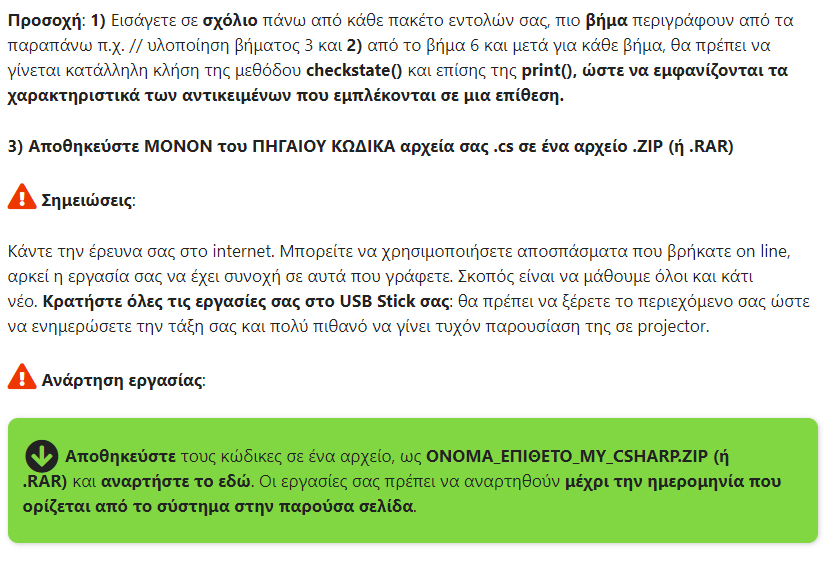 Προσοχή: 1) Εισάγετε σε σχόλιο πάνω από κάθε πακέτο εντολών σας, πιο βήμα περιγράφουν από τα
παραπάνω π.χ. // υλοποίηση βήματος 3 και 2) από το βήμα 6 και μετά για κάθε βήμα, θα πρέπει να
γίνεται κατάλληλη κλήση της μεθόδου checkstate() και επίσης της print(), ώστε να εμφανίζονται τα
χαρακτηριστικά των αντικειμένων που εμπλέκονται σε μια επίθεση.
3) Αποθηκεύστε ΜΟΝΟΝ του ΠΗΓΑΙΟΥ ΚΩΔΙΚΑ αρχεία σας .cs σε ένα αρχείο .ZIP (ή .RAR)
Σημειώσεις:
Κάντε την έρευνα σας στο internet. Μπορείτε να χρησιμοποιήσετε αποσπάσματα που βρήκατε on line,
αρκεί η εργασία σας να έχει συνοχή σε αυτά που γράφετε. Σκοπός είναι να μάθουμε όλοι και κάτι
νέο. Κρατήστε όλες τις εργασίες σας στο USB Stick σας: θα πρέπει να ξέρετε το περιεχόμενο σας ώστε
να ενημερώσετε την τάξη σας και πολύ πιθανό να γίνει τυχόν παρουσίαση της σε projector.
Ανάρτηση εργασίας:
Αποθηκεύστε τους κώδικες σε ένα αρχείο, ως ΟΝΟΜΑ_ΕΠΙΘΕΤΟ_MY_CSHARP.ZIP (ή
.RAR) και αναρτήστε το εδώ. Οι εργασίες σας πρέπει να αναρτηθούν μέχρι την ημερομηνία που
ορίζεται από το σύστημα στην παρούσα σελίδα.